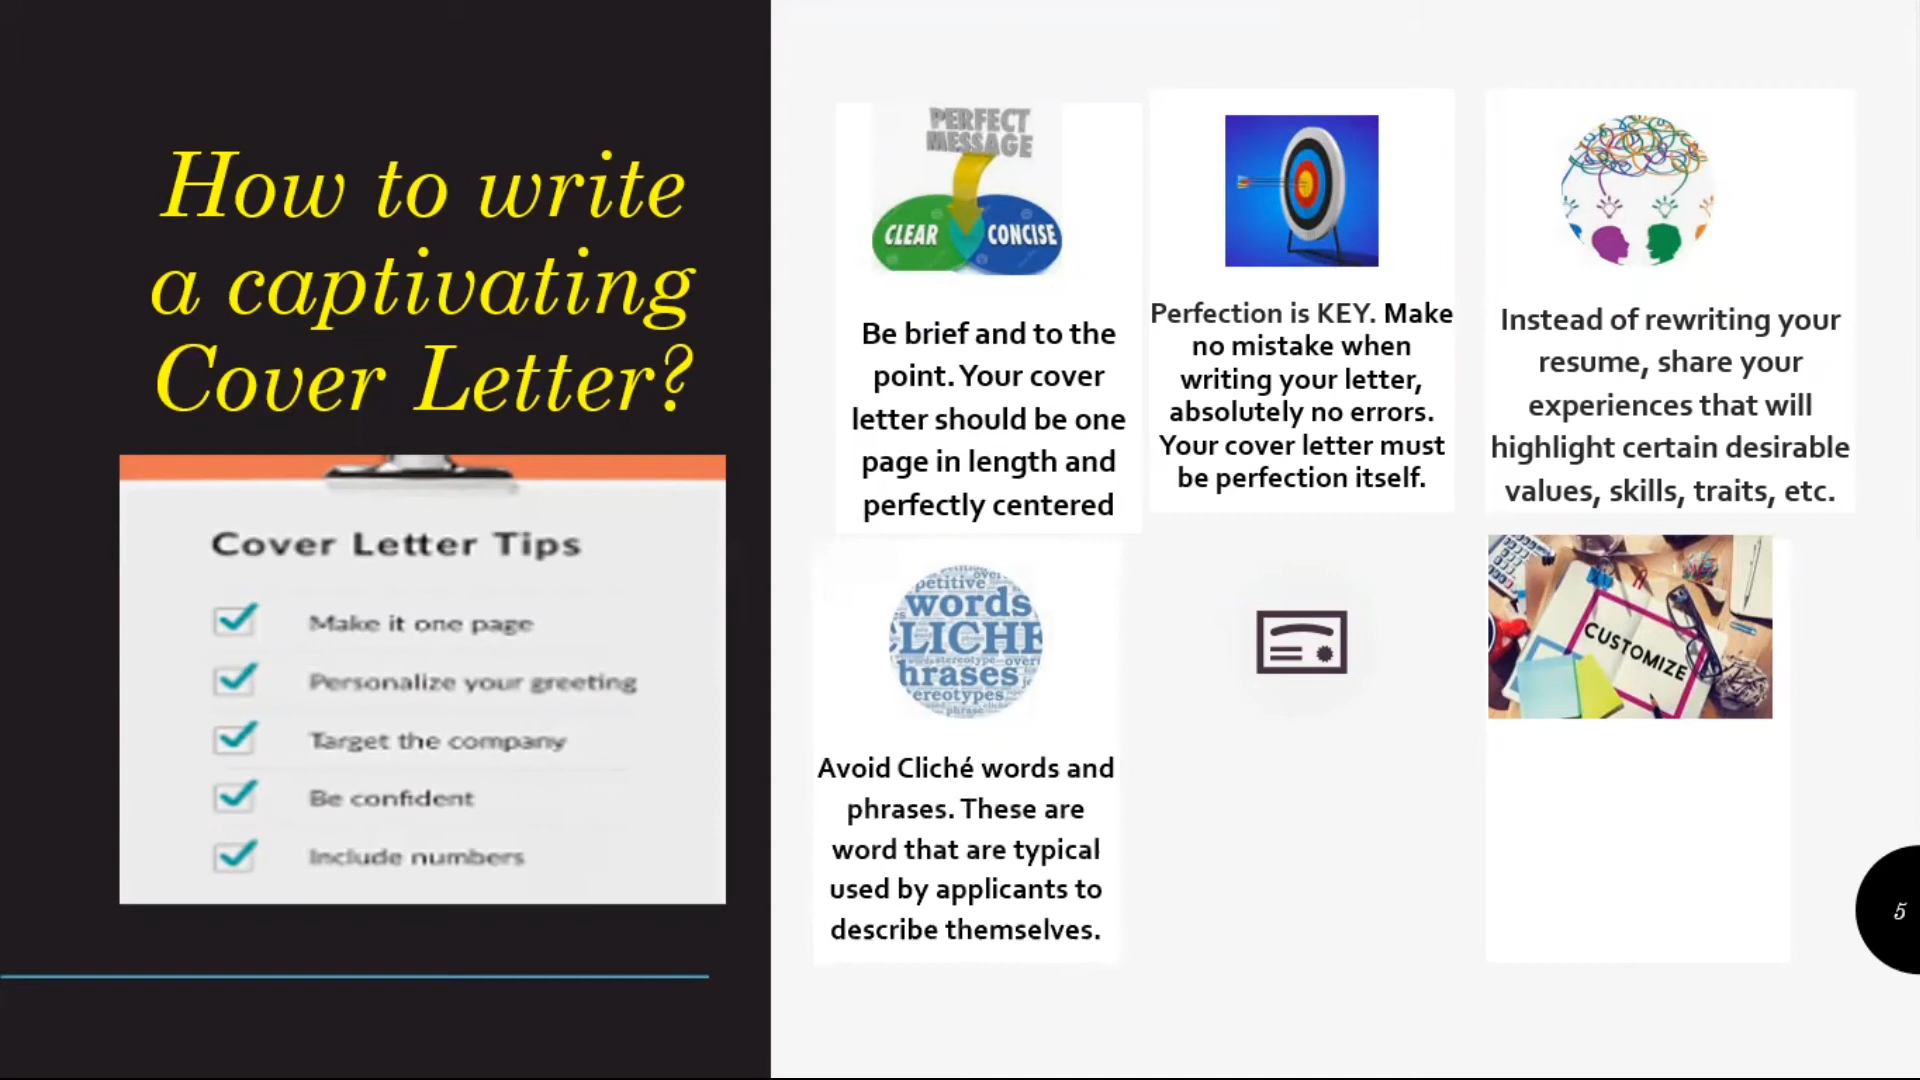 How to write
a captivating
Cover Letter?
Cover Letter Tips
Make it one page
Personalize your greeting
Target the company
Be confident
Include numbers
PERFECT
MESSAGE
CLEAR
CONCISE
Be brief and to the
point. Your cover
letter should be one
page in length and
perfectly centered
Perfection is KEY. Make
no mistake when
writing your letter,
absolutely no errors.
Your cover letter must
be perfection itself.
Instead of rewriting your
resume, share your
experiences that will
highlight certain desirable
values, skills, traits, etc.
petitive
words
CLICHE
hrases
ereotypes
phrase
Avoid Cliché words and
phrases. These are
word that are typical
used by applicants to
describe themselves.
CUSTOMIZE
5